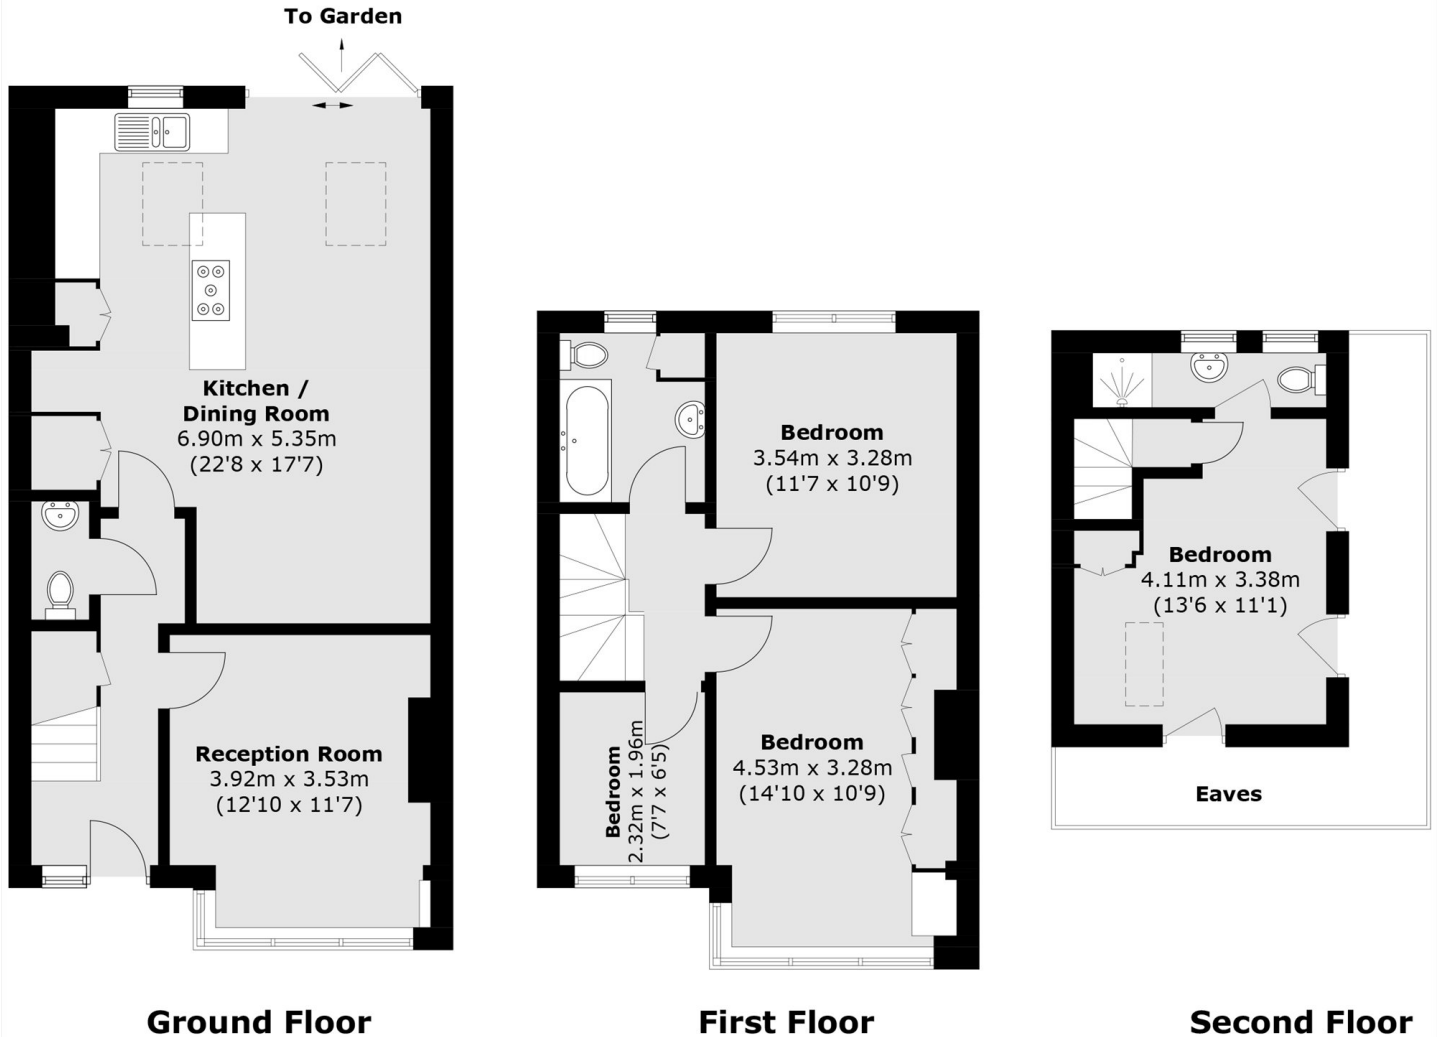 To Garden
Kitchen /
Dining Room
6.90m x 5.35m
(22'8 x 17'7)
Reception Room
3.92m x 3.53m
(12'10 x 11'7)
Ground Floor
Bedroom
3.54m x 3.28m
(11'7 x 10'9)
Bedroom
4.53m x 3.28m
(14'10 x 10'9)
Bedroom
2.32m x 1.96m
(7'7 x 6'5)
First Floor
Bedroom
4.11m x 3.38m
(13'6 x 11'1)
Eaves
Second Floor